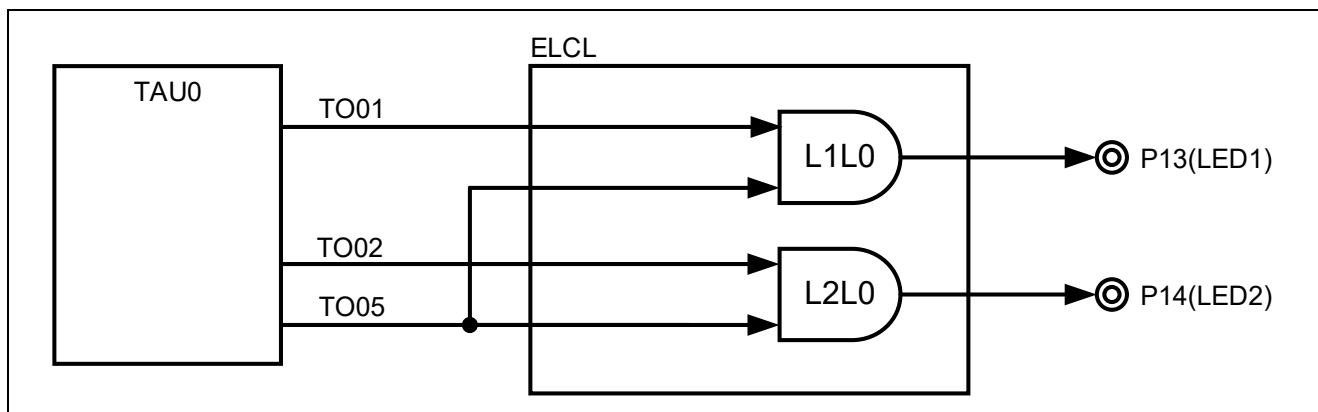 ELCL
TAU0
TO01
L1L0
P13(LED1)
TO02
L2L0
P14(LED2)
TO05